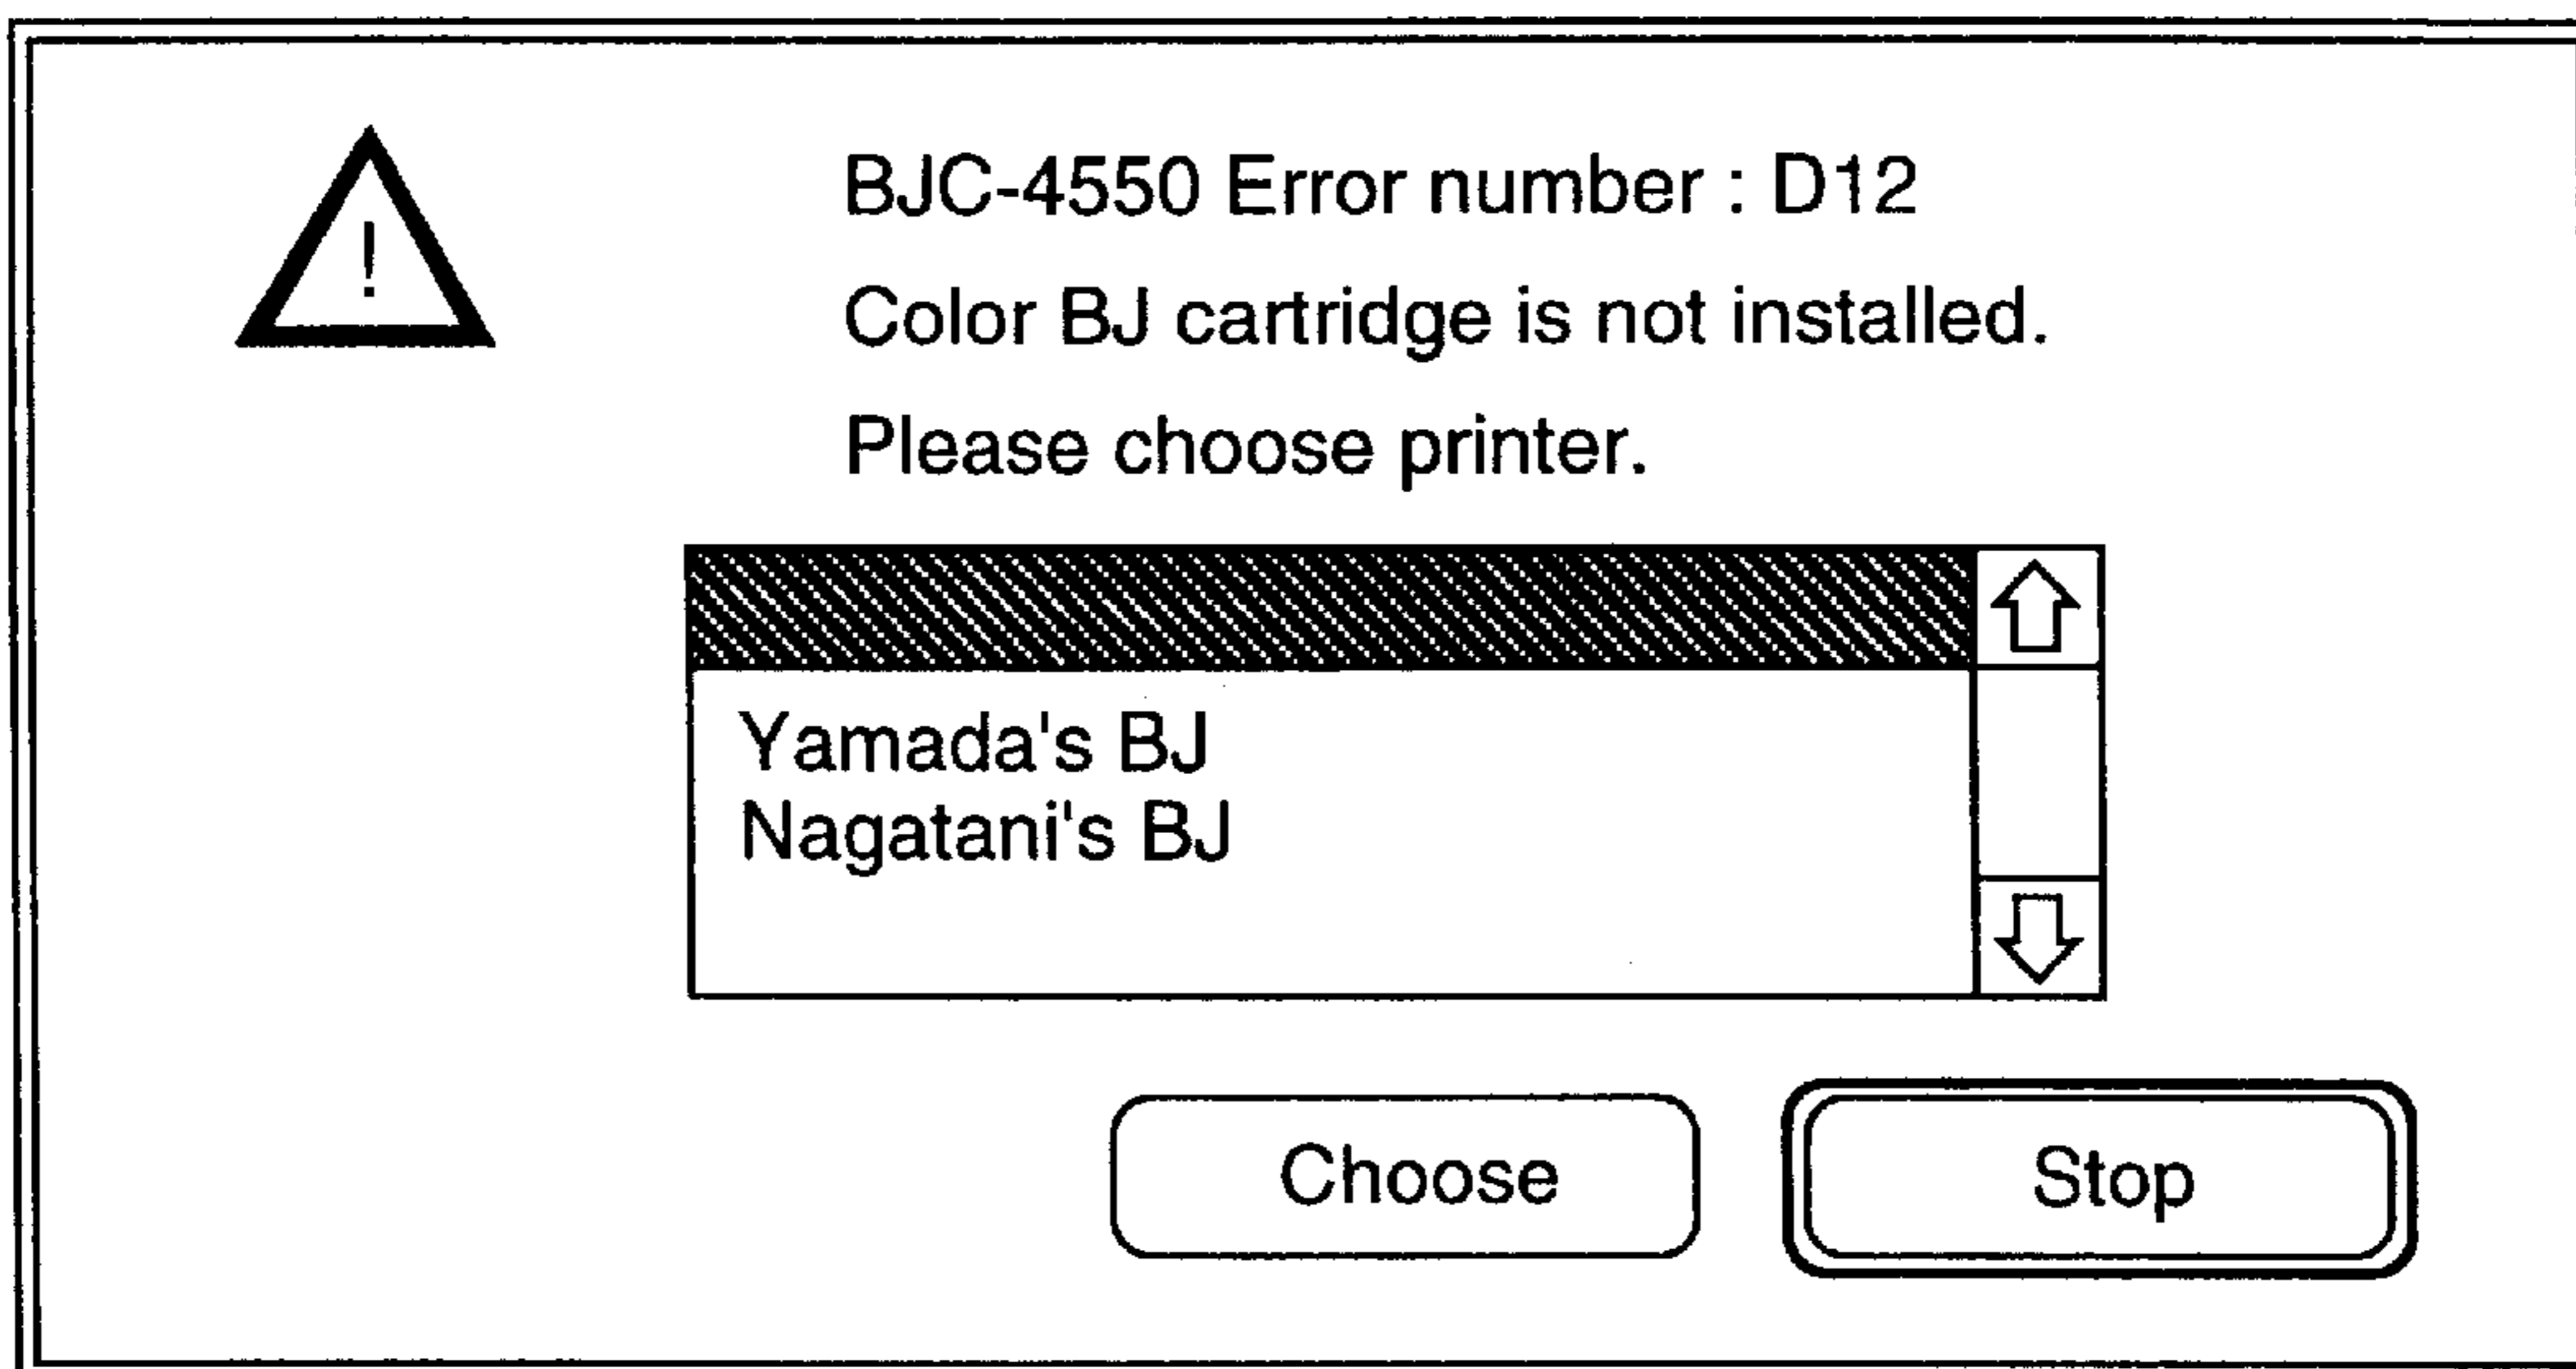 !
BJC-4550 Error number : D12
Color BJ cartridge is not installed.
Please choose printer.
Yamada's BJ
Nagatani's BJ
Choose
Stop